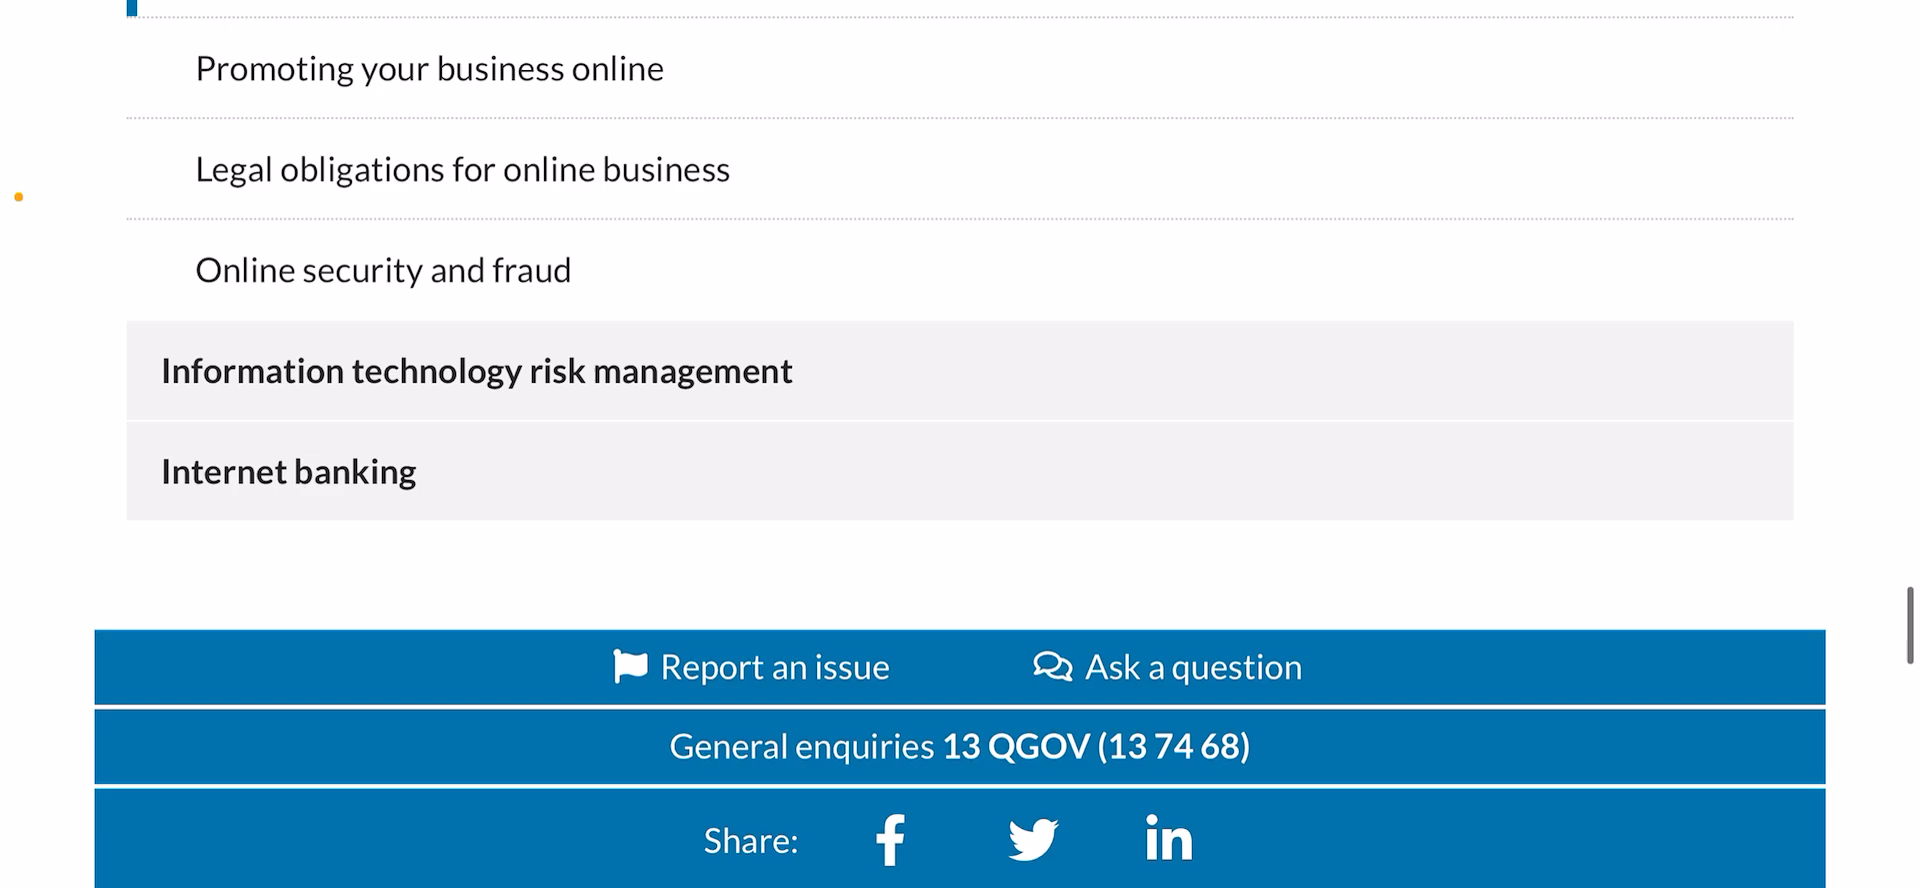 Promoting your business online
Legal obligations for online business
Online security and fraud
Information technology risk management
Internet banking
Report an issue Ask a question
General enquiries 13 QGOV (13 74 68)
Share: